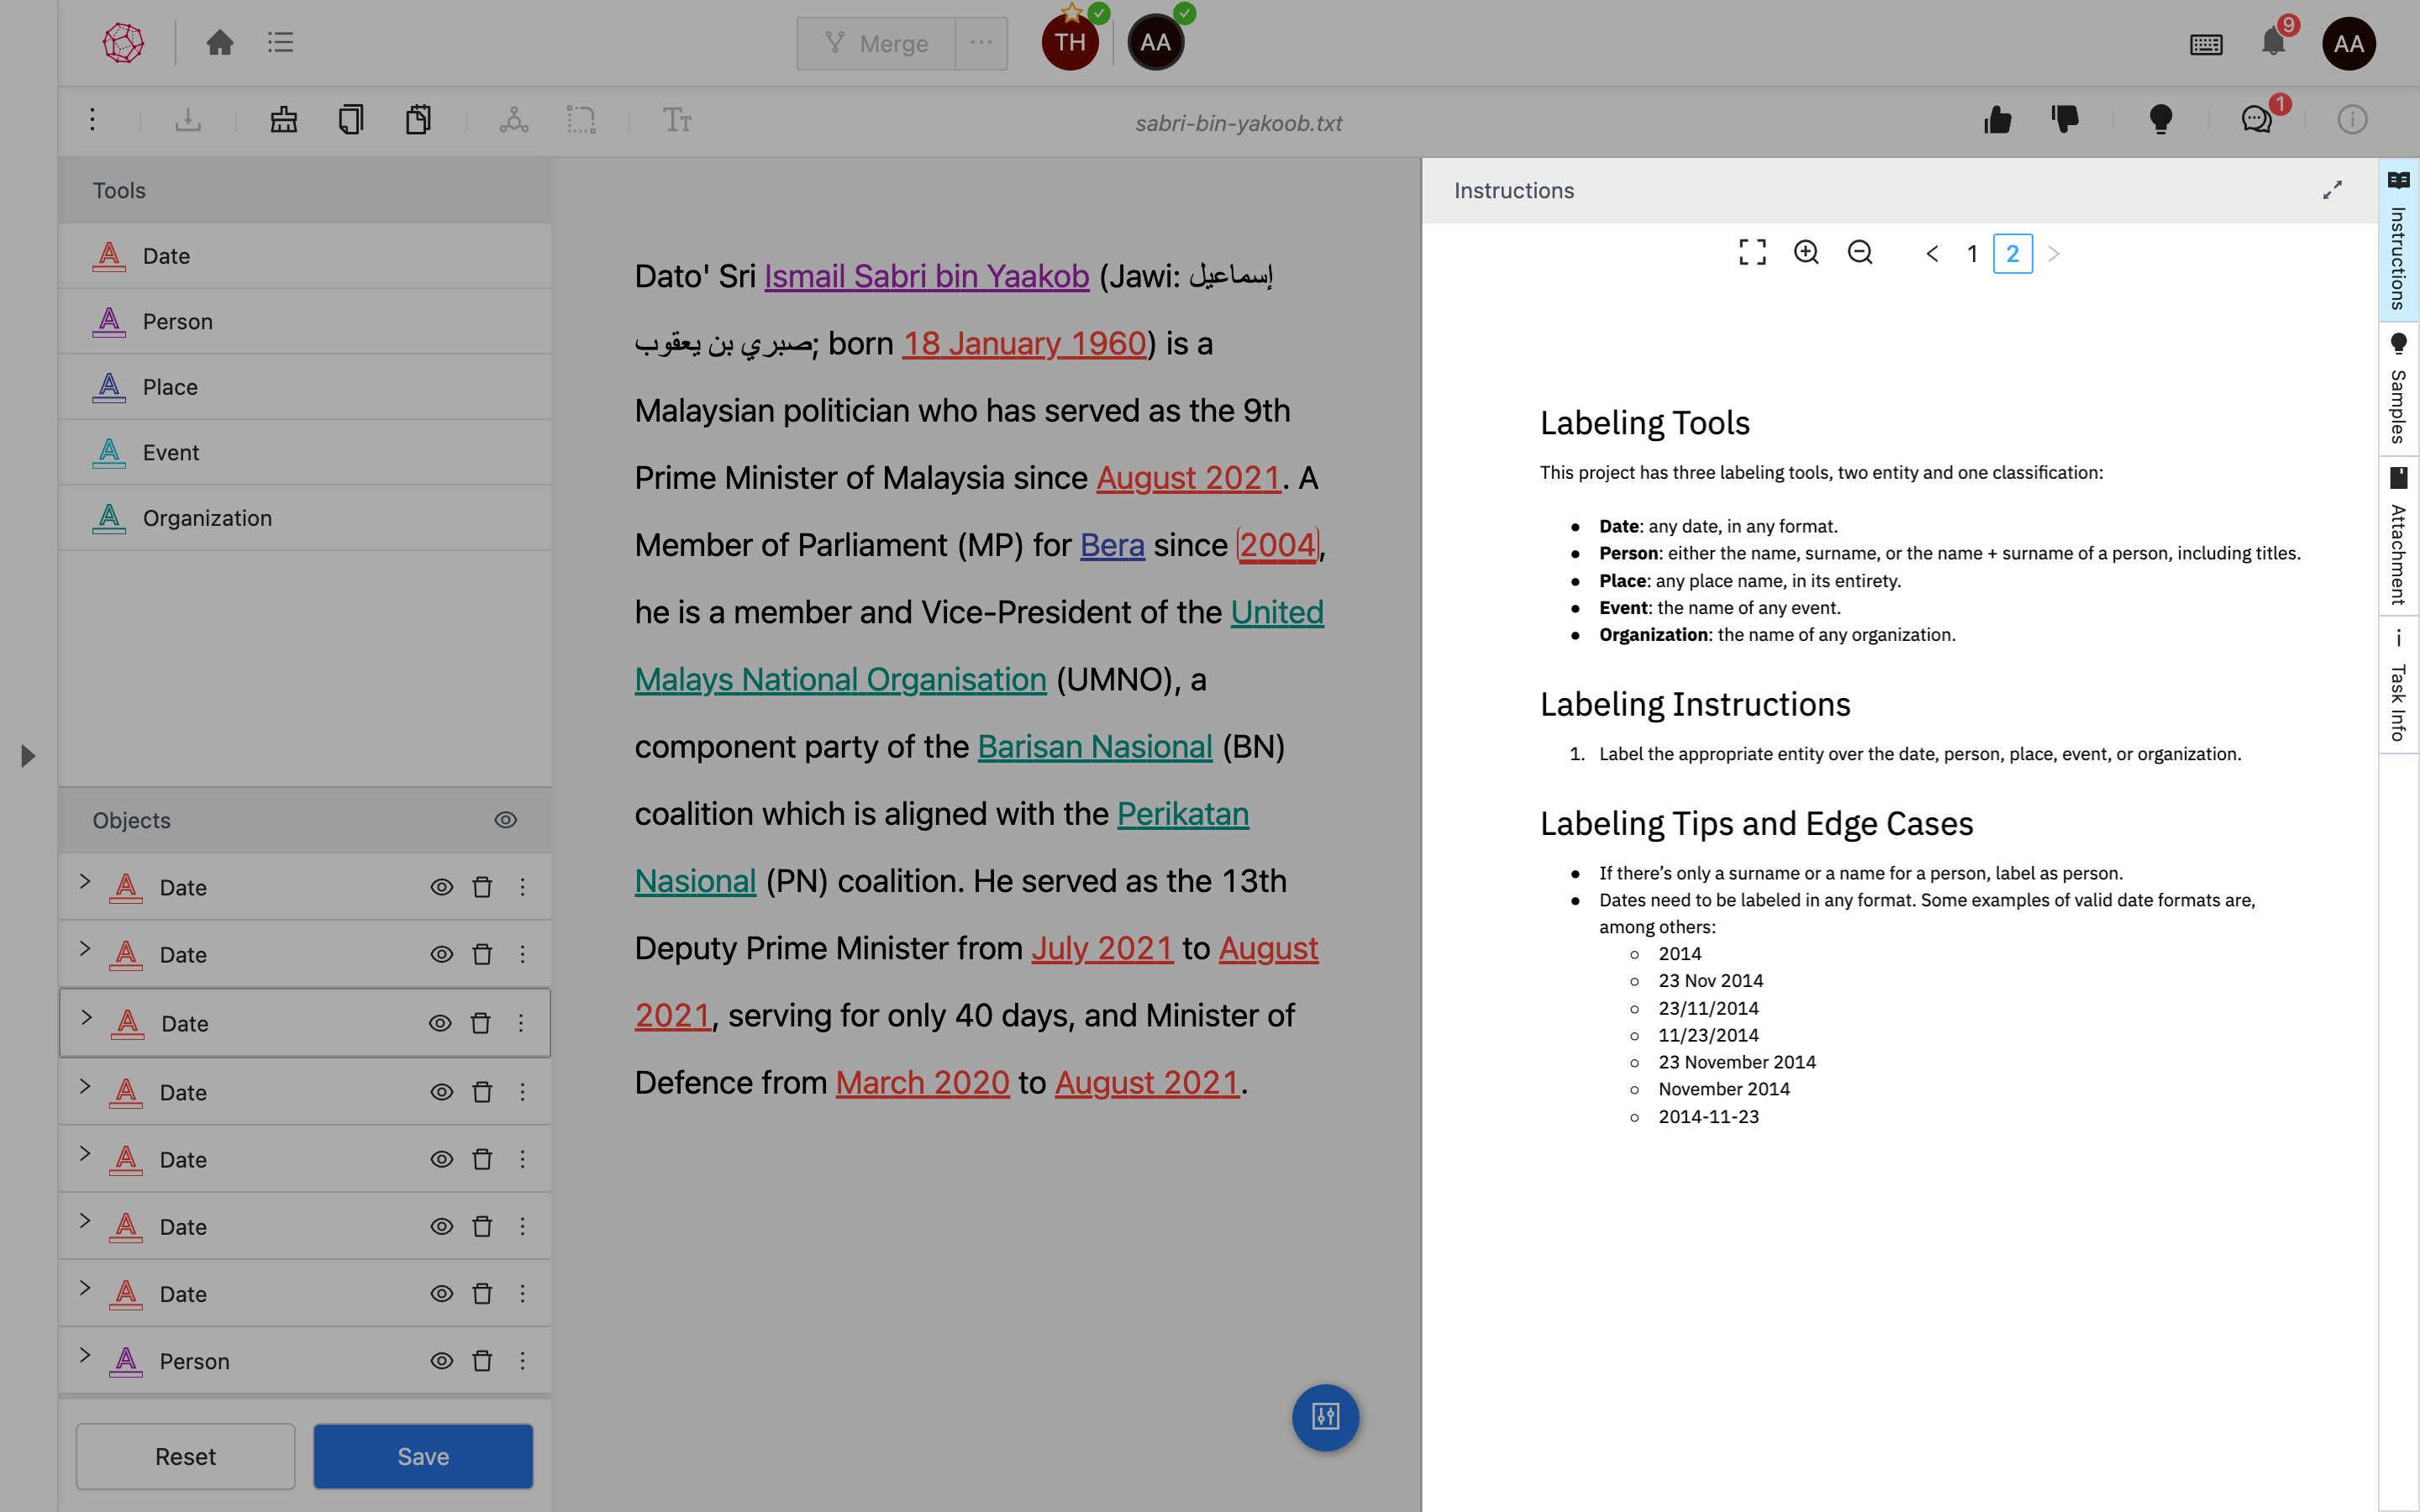 Merge
TH
AA
9
AA
sabri-bin-yakoob.txt
1
Tools
Date
Person
Place
Event
Organization
Objects
Date
Date
Date
Date
Date
Date
Date
Person
Reset
Save
Dato' Sri Ismail Sabri bin Yaakob (Jawi: إسماعيل
صبري بن يعقوب; born 18 January 1960) is a
Malaysian politician who has served as the 9th
Prime Minister of Malaysia since August 2021. A
Member of Parliament (MP) for Bera since 2004,
he is a member and Vice-President of the United
Malays National Organisation (UMNO), a
component party of the Barisan Nasional (BN)
coalition which is aligned with the Perikatan
Nasional (PN) coalition. He served as the 13th
Deputy Prime Minister from July 2021 to August
2021, serving for only 40 days, and Minister of
Defence from March 2020 to August 2021.
Instructions
1 2
Labeling Tools
This project has three labeling tools, two entity and one classification:
● Date: any date, in any format.
● Person: either the name, surname, or the name + surname of a person, including titles.
● Place: any place name, in its entirety.
● Event: the name of any event.
● Organization: the name of any organization.
Labeling Instructions
1. Label the appropriate entity over the date, person, place, event, or organization.
Labeling Tips and Edge Cases
● If there’s only a surname or a name for a person, label as person.
● Dates need to be labeled in any format. Some examples of valid date formats are,
among others:
○ 2014
○ 23 Nov 2014
○ 23/11/2014
○ 11/23/2014
○ 23 November 2014
○ November 2014
○ 2014-11-23
Instructions
Samples
Attachment
Task Info